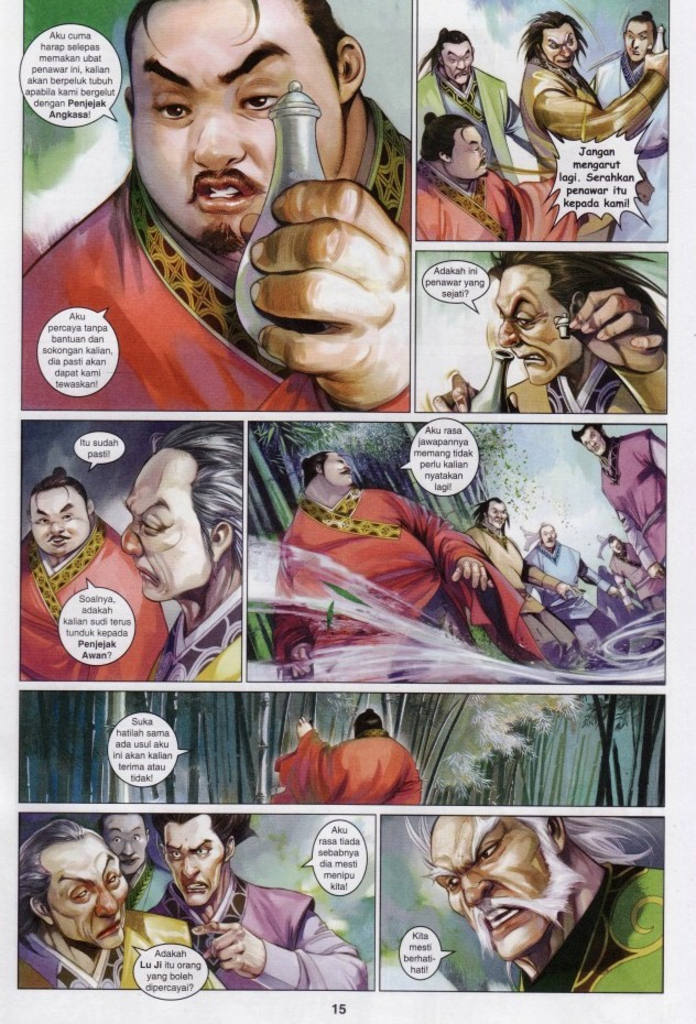 Aku cuma
harap selepas
memakan ubat
penawar ini, kalian
akan berpeluk tubuh
apabila kami bergelut
dengan Penjejak
Angkasa!
Aku
percaya tanpa
bantuan dan
sokongan kalian,
dia pasti akan
dapat kami
tewaskan!
Jangan
mengarut
lagi. Serahkan
penawar itu
kepada kami!
Adakah ini
penawar yang
sejati?
Itu sudah
pasti!
Soalnya,
adakah
kalian sudi terus
tunduk kepada
Penjejak
Awan?
Aku rasa
jawapannya
memang tidak
perlu kalian
nyatakan
lagi!
Suka
hatilah sama
ada usul aku
ini akan kalian
terima atau
tidak!
Adakah
Lu Ji itu orang
yang boleh
dipercayai?
Aku
rasa tiada
sebabnya
dia mesti
menipu
kita!
Kita
mesti
berhati-
hati!
15